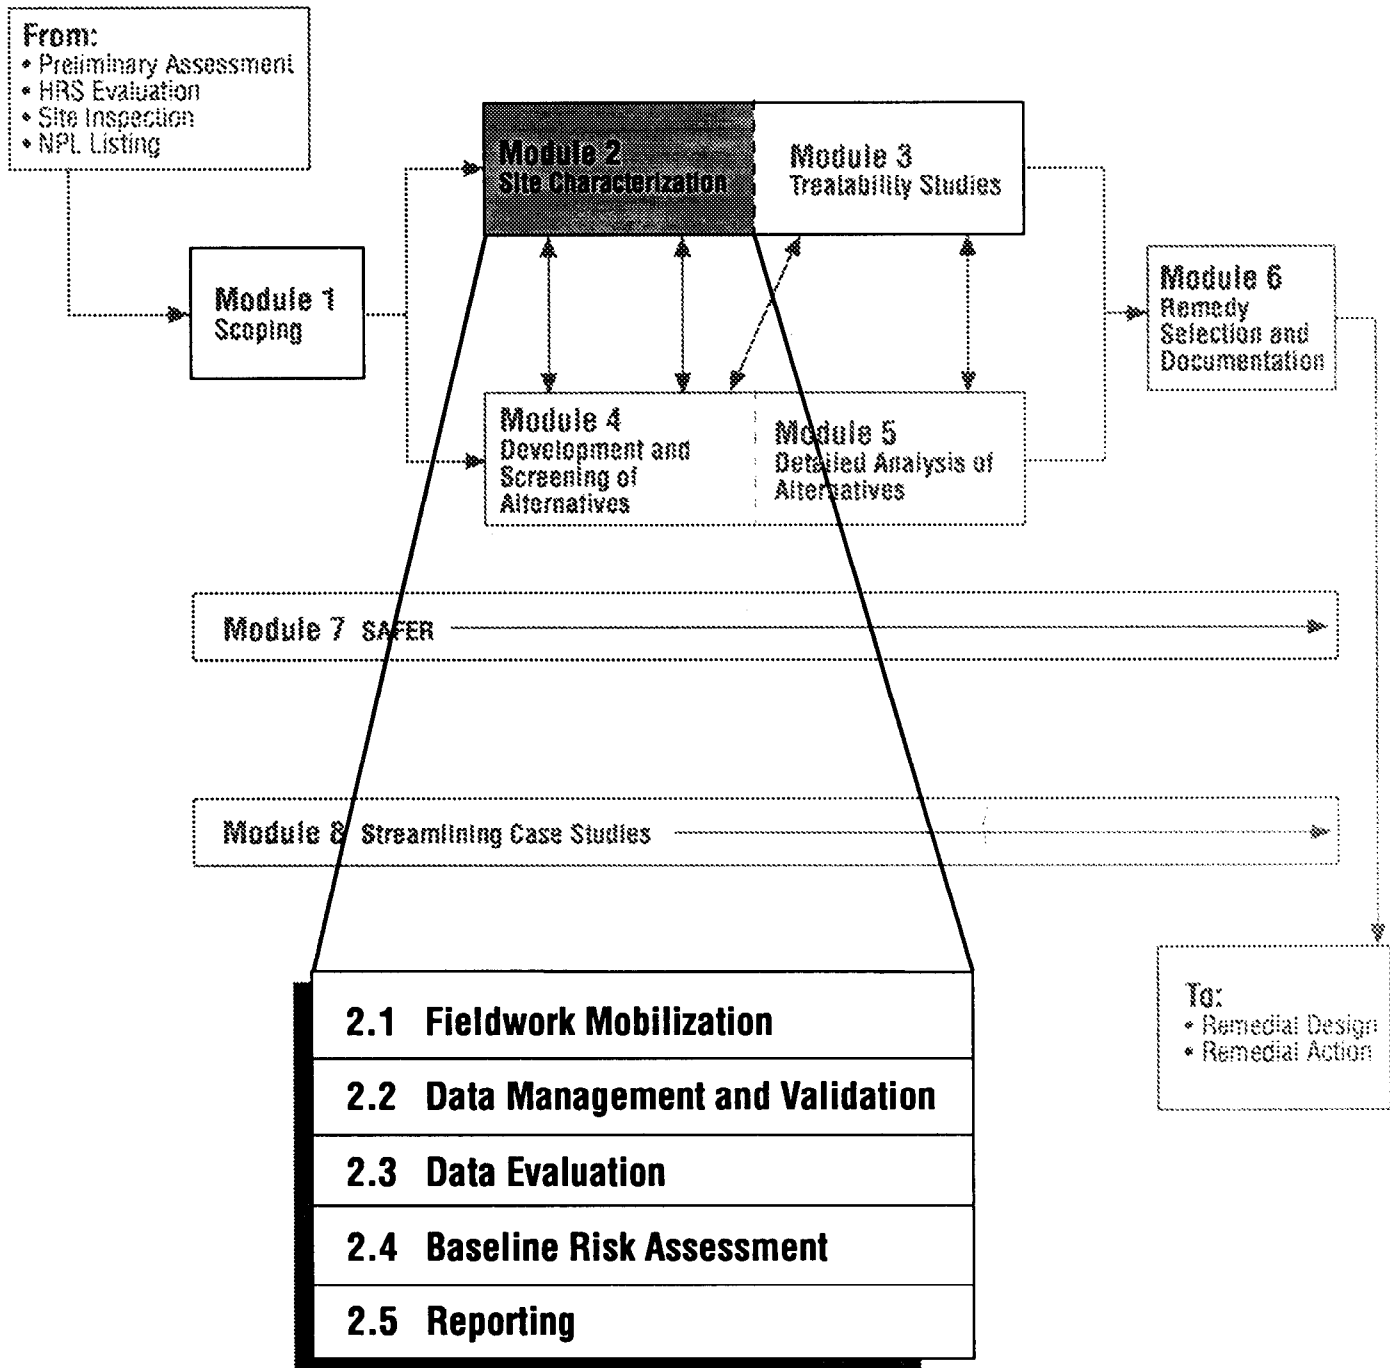 From:
• Preliminary Assessment
• HRS Evaluation
• Site Inspection
• NPL Listing
Module 1
Scoping
Module 2
Site Characterization
Module 3
Treatability Studies
Module 4
Development and
Screening of
Alternatives
Module 5
Detailed Analysis of
Alternatives
Module 6
Remedy
Selection and
Documentation
Module 7 SAFER
Module 8 Streamlining Case Studies
To:
• Remedial Design
• Remedial Action
2.1 Fieldwork Mobilization
2.2 Data Management and Validation
2.3 Data Evaluation
2.4 Baseline Risk Assessment
2.5 Reporting